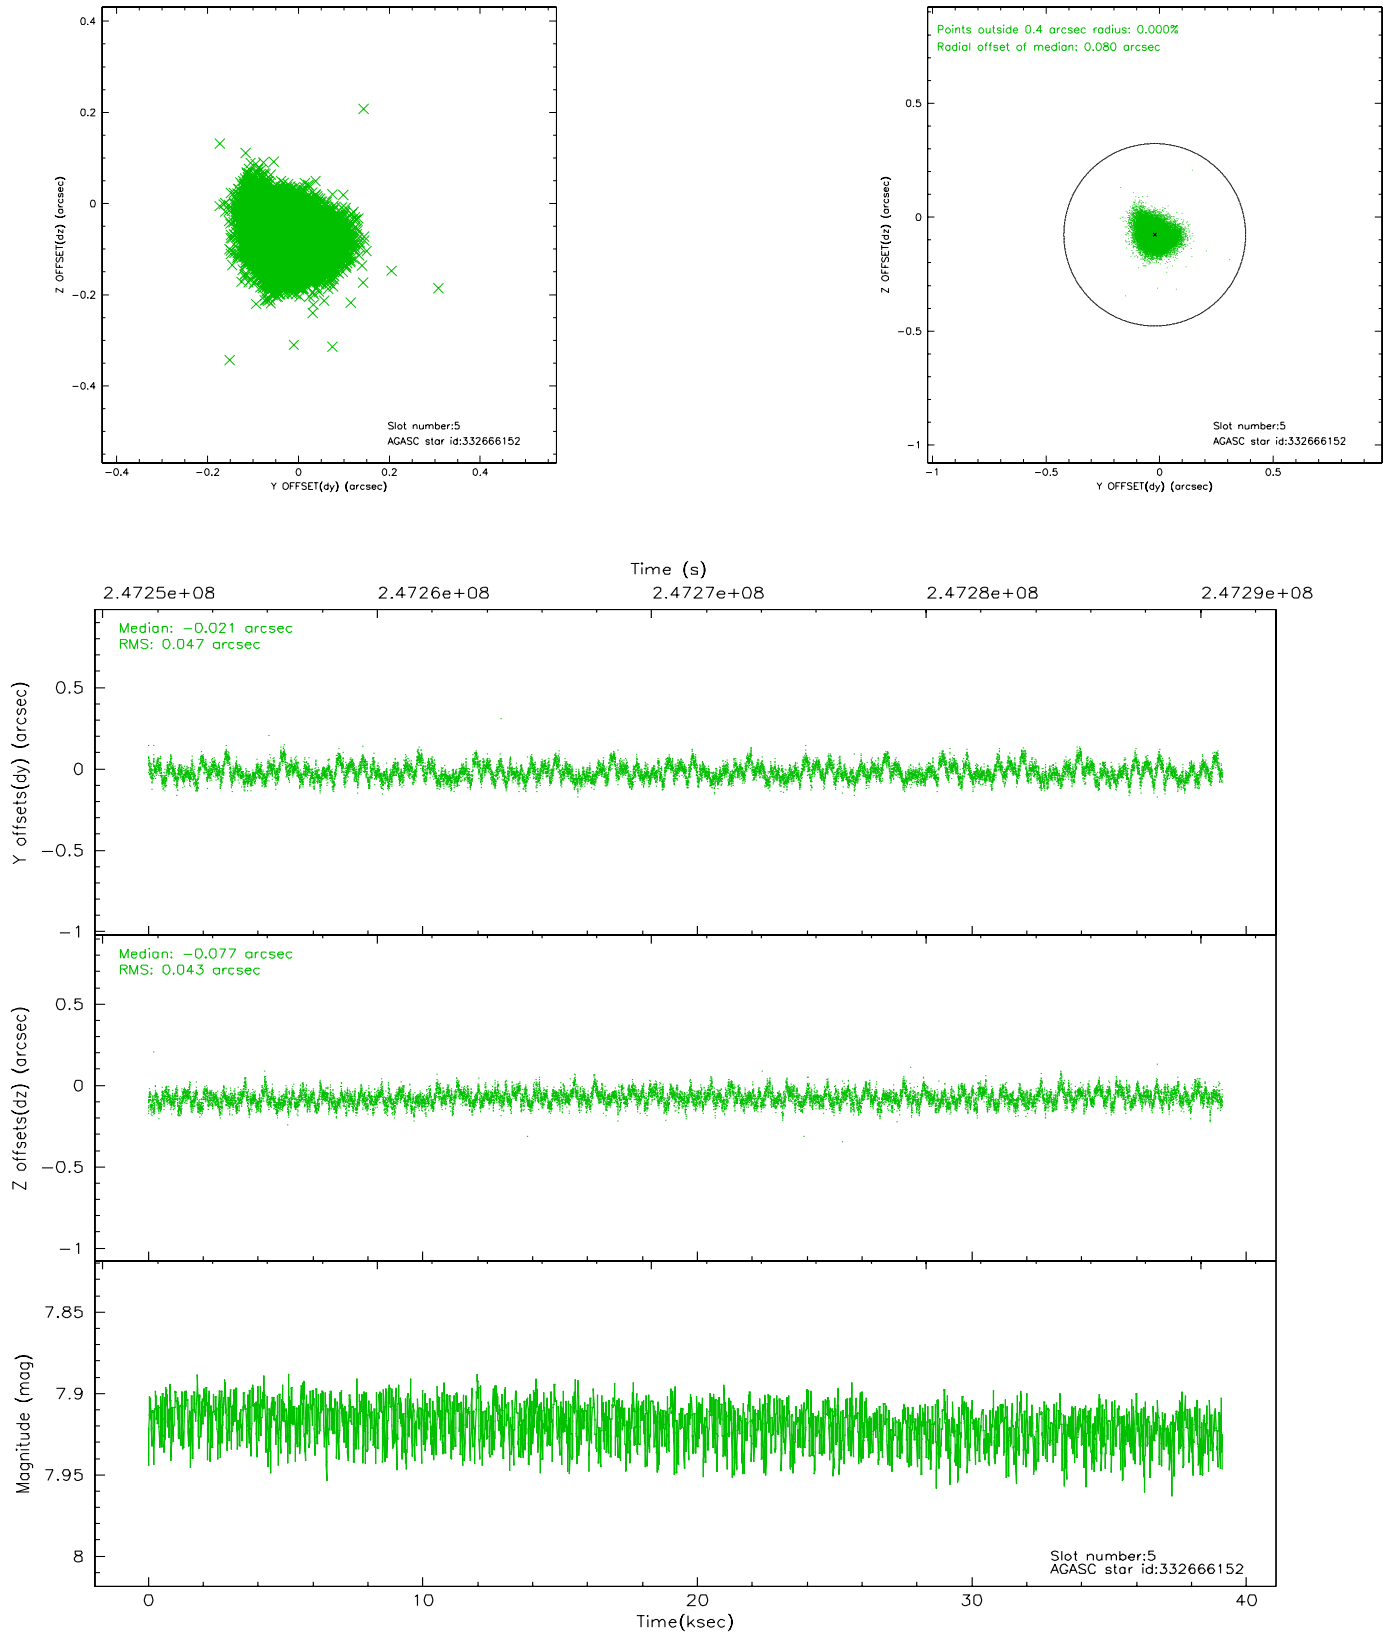 0.4
0.2
0
−0.2
−0.4
Z OFFSET(dz) (arcsec)
Slot number:5
AGASC star id:332666152
−0.4 −0.2 0 0.2 0.4
Y OFFSET(dy) (arcsec)
Points outside 0.4 arcsec radius: 0.000%
Radial offset of median: 0.080 arcsec
0.5
0
−0.5
−1
Z OFFSET(dz) (arcsec)
Slot number:5
AGASC star id:332666152
−1 −0.5 0 0.5
Y OFFSET(dy) (arcsec)
Time (s)
2.4725e+08 2.4726e+08 2.4727e+08 2.4728e+08 2.4729e+08
Median: −0.021 arcsec
RMS: 0.047 arcsec
0.5
0
−0.5
−1
Y offsets(dy) (arcsec)
Median: −0.077 arcsec
RMS: 0.043 arcsec
0.5
0
−0.5
−1
Z offsets(dz) (arcsec)
7.85
7.9
7.95
8
Magnitude (mag)
Slot number:5
AGASC star id:332666152
0 10 20 30 40
Time(ksec)